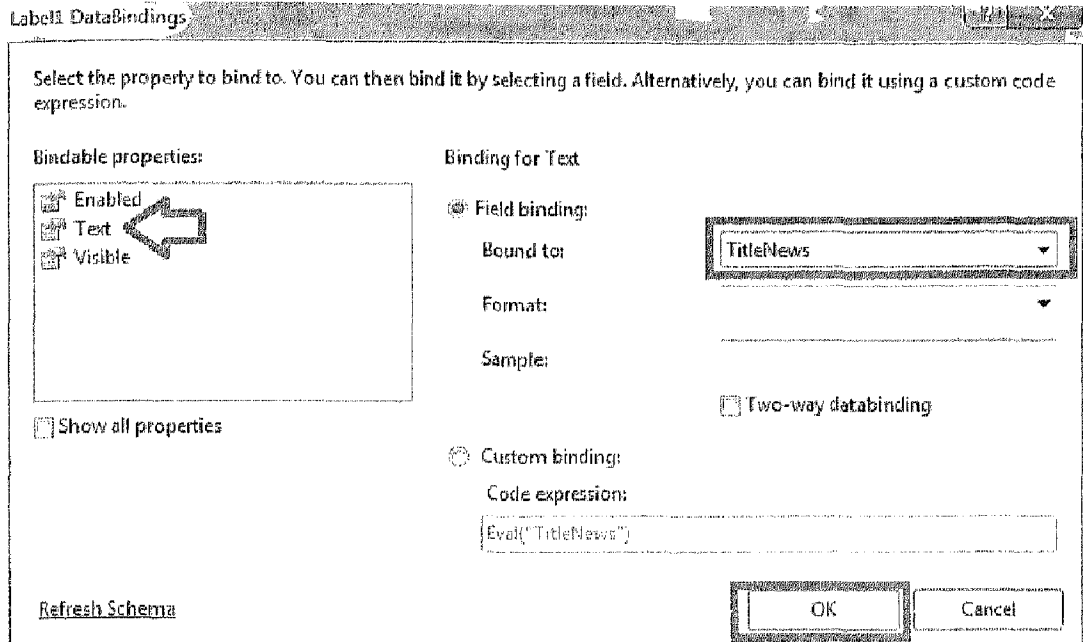 Label1 DataBindings
Select the property to bind to. You can then bind it by selecting a field. Alternatively, you can bind it using a custom code
expression.
Bindable properties:
Enabled
Text
Visible
Show all properties
Binding for Text
Field binding:
Bound to:
TitleNews
Format:
Sample:
Two-way databinding
Custom binding:
Code expression:
Eval("TitleNews")
Refresh Schema
OK
Cancel